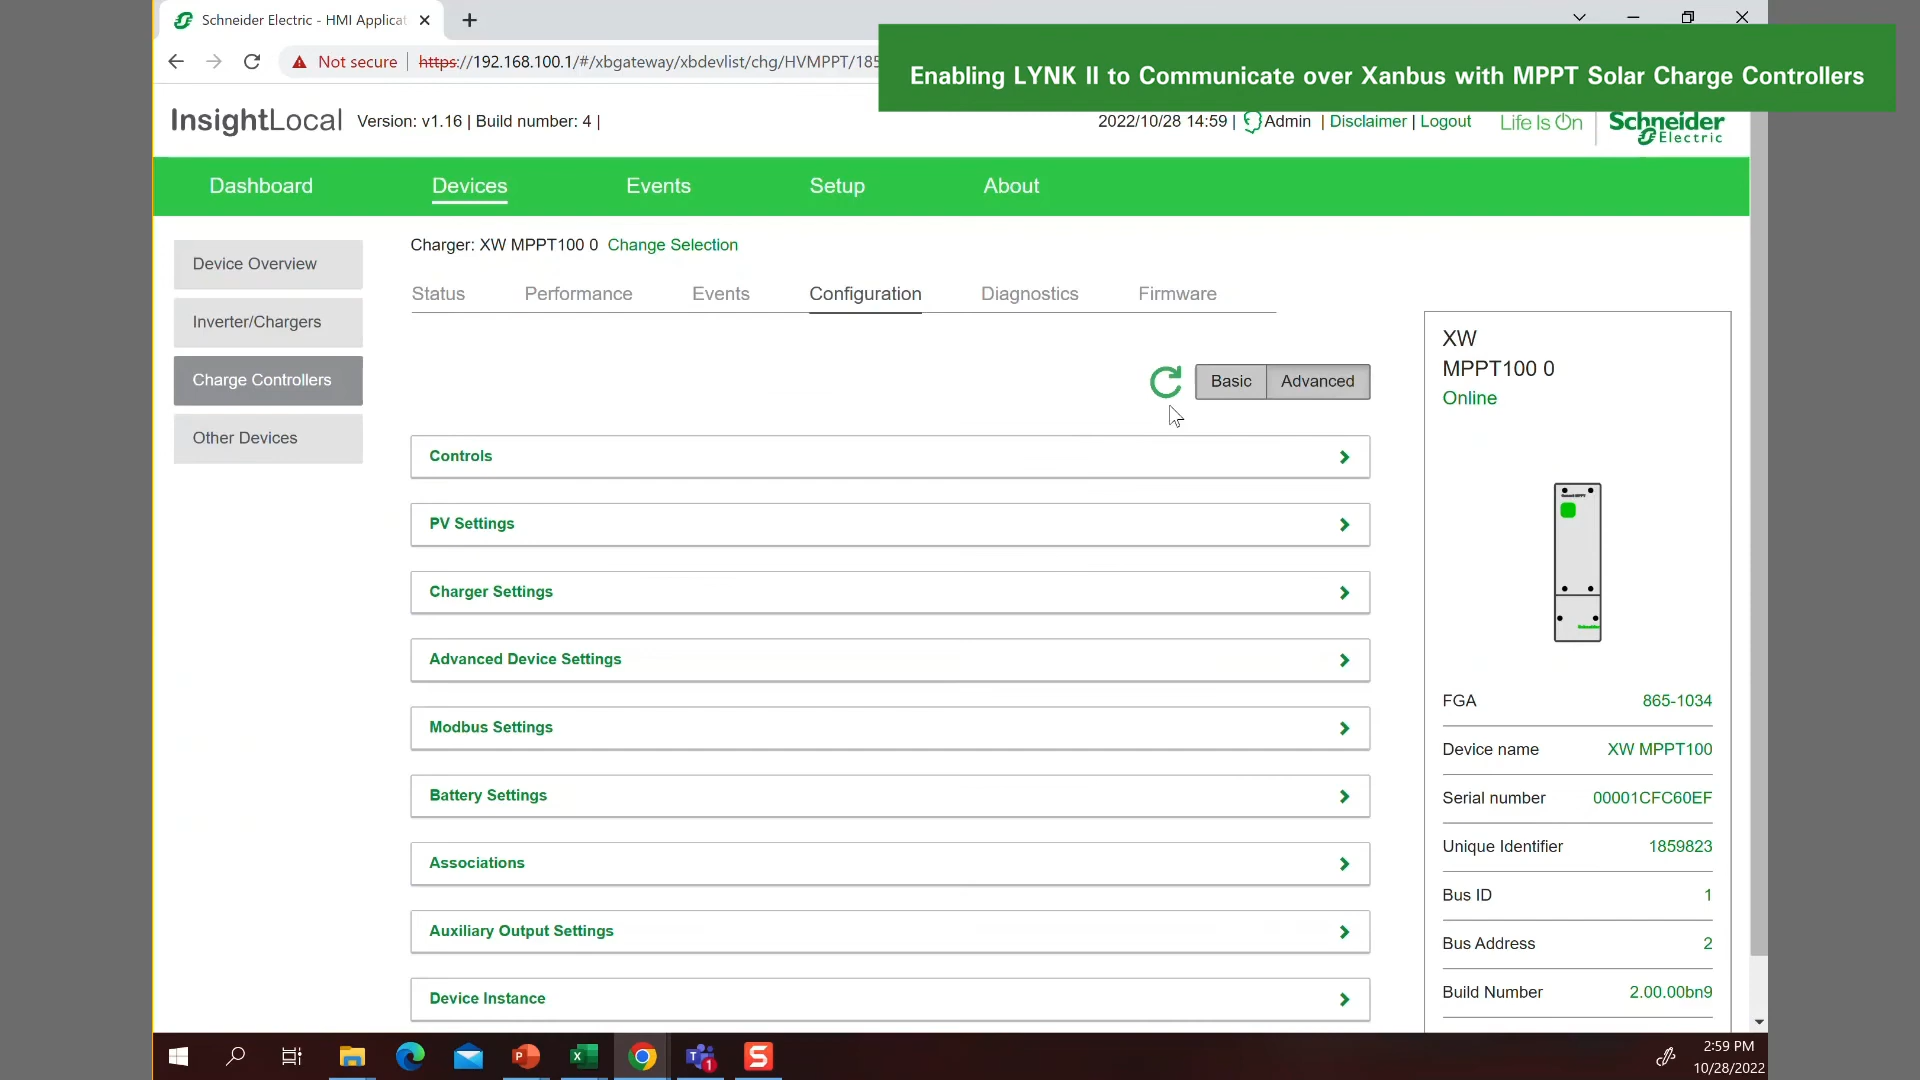 Schneider Electric - HMI Applicat
Not secure
https://192.168.100.1/#/xbgateway/xbdevlist/chg/HVMPPT/185
Enabling LYNK II to Communicate over Xanbus with MPPT Solar Charge Controllers
InsightLocal Version: v1.16 | Build number: 4 |
2022/10/28 14:59 | Admin | Disclaimer | Logout
Life Is On
Schneider
Electric
Dashboard Devices Events Setup About
Device Overview
Inverter/Chargers
Charge Controllers
Other Devices
Charger: XW MPPT100 0 Change Selection
Status Performance Events Configuration Diagnostics Firmware
Basic Advanced
Controls
PV Settings
Charger Settings
Advanced Device Settings
Modbus Settings
Battery Settings
Associations
Auxiliary Output Settings
Device Instance
XW
MPPT100 0
Online
FGA 865-1034
Device name XW MPPT100
Serial number 00001CFC60EF
Unique Identifier 1859823
Bus ID 1
Bus Address 2
Build Number 2.00.00bn9
2:59 PM
10/28/2022